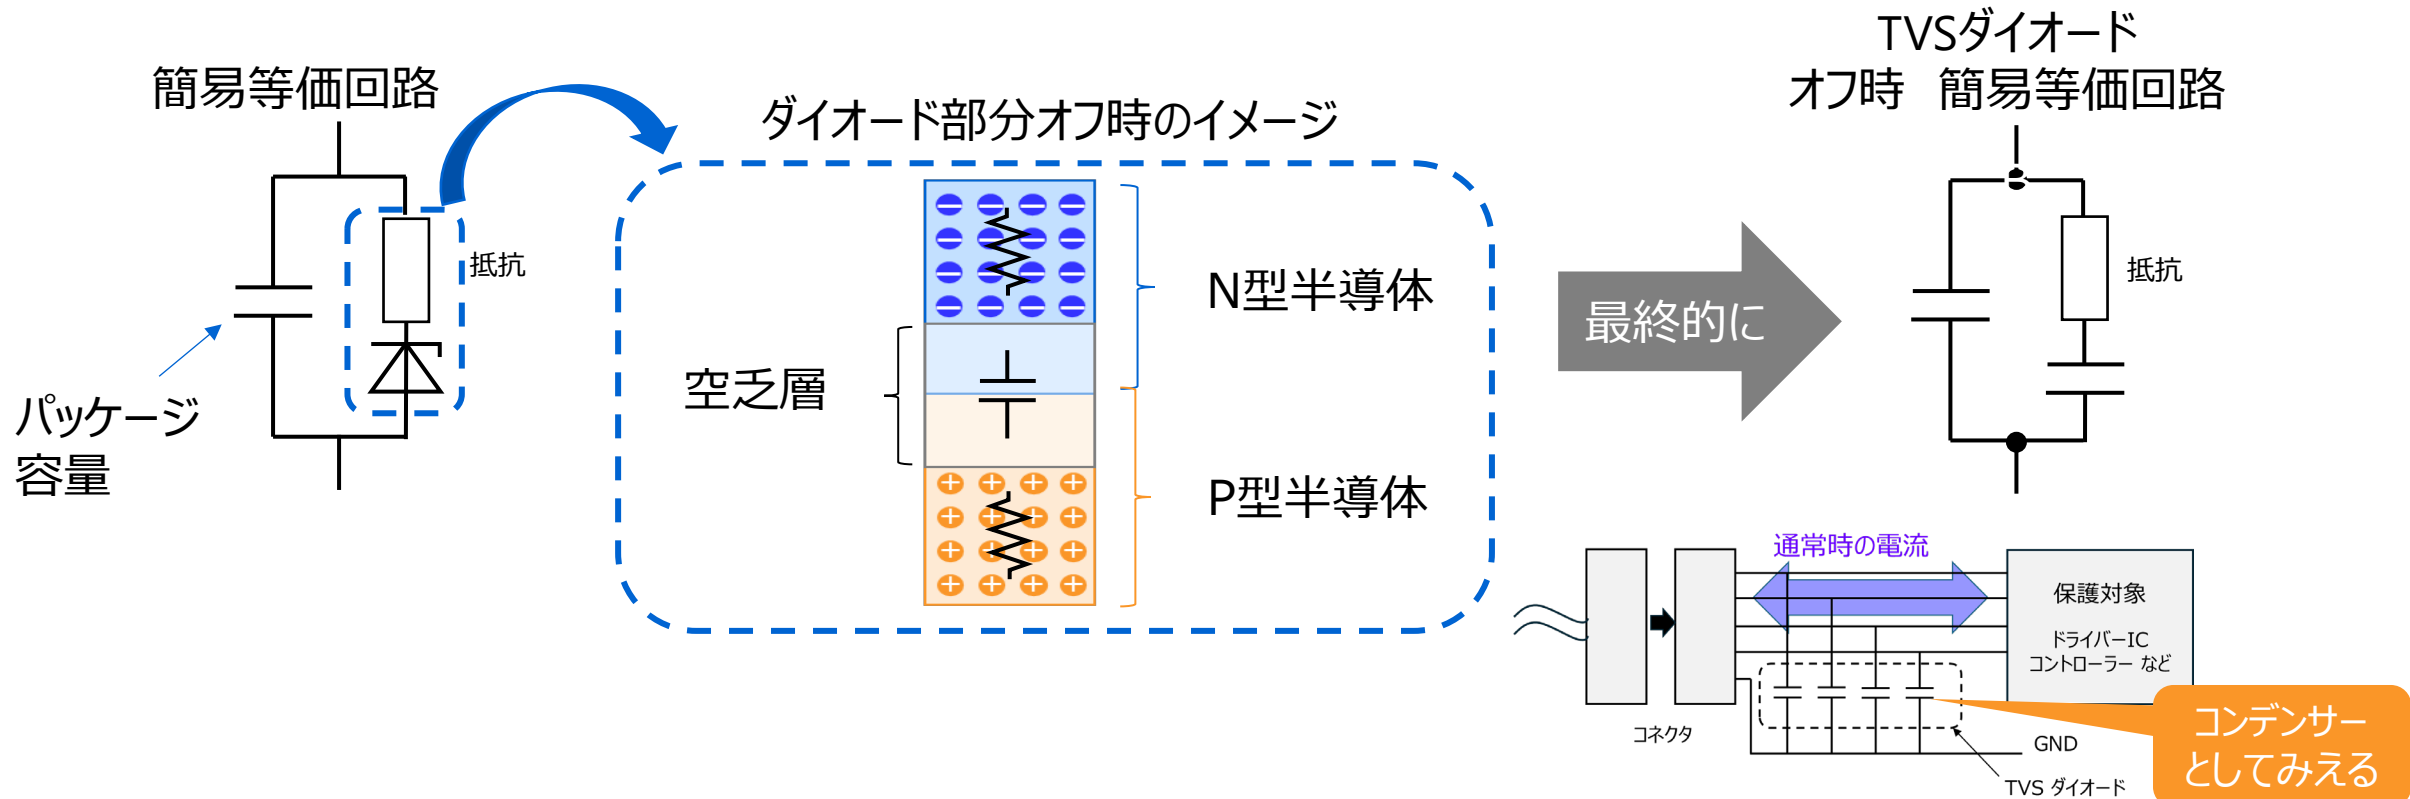 簡易等価回路
抵抗
パッケージ
容量
ダイオード部分オフ時のイメージ
空乏層
N型半導体
P型半導体
最終的に
TVSダイオード
オフ時　簡易等価回路
抵抗
通常時の電流
保護対象
ドライバーIC
コントローラー など
コネクタ
GND
TVS ダイオード
コンデンサー
としてみえる